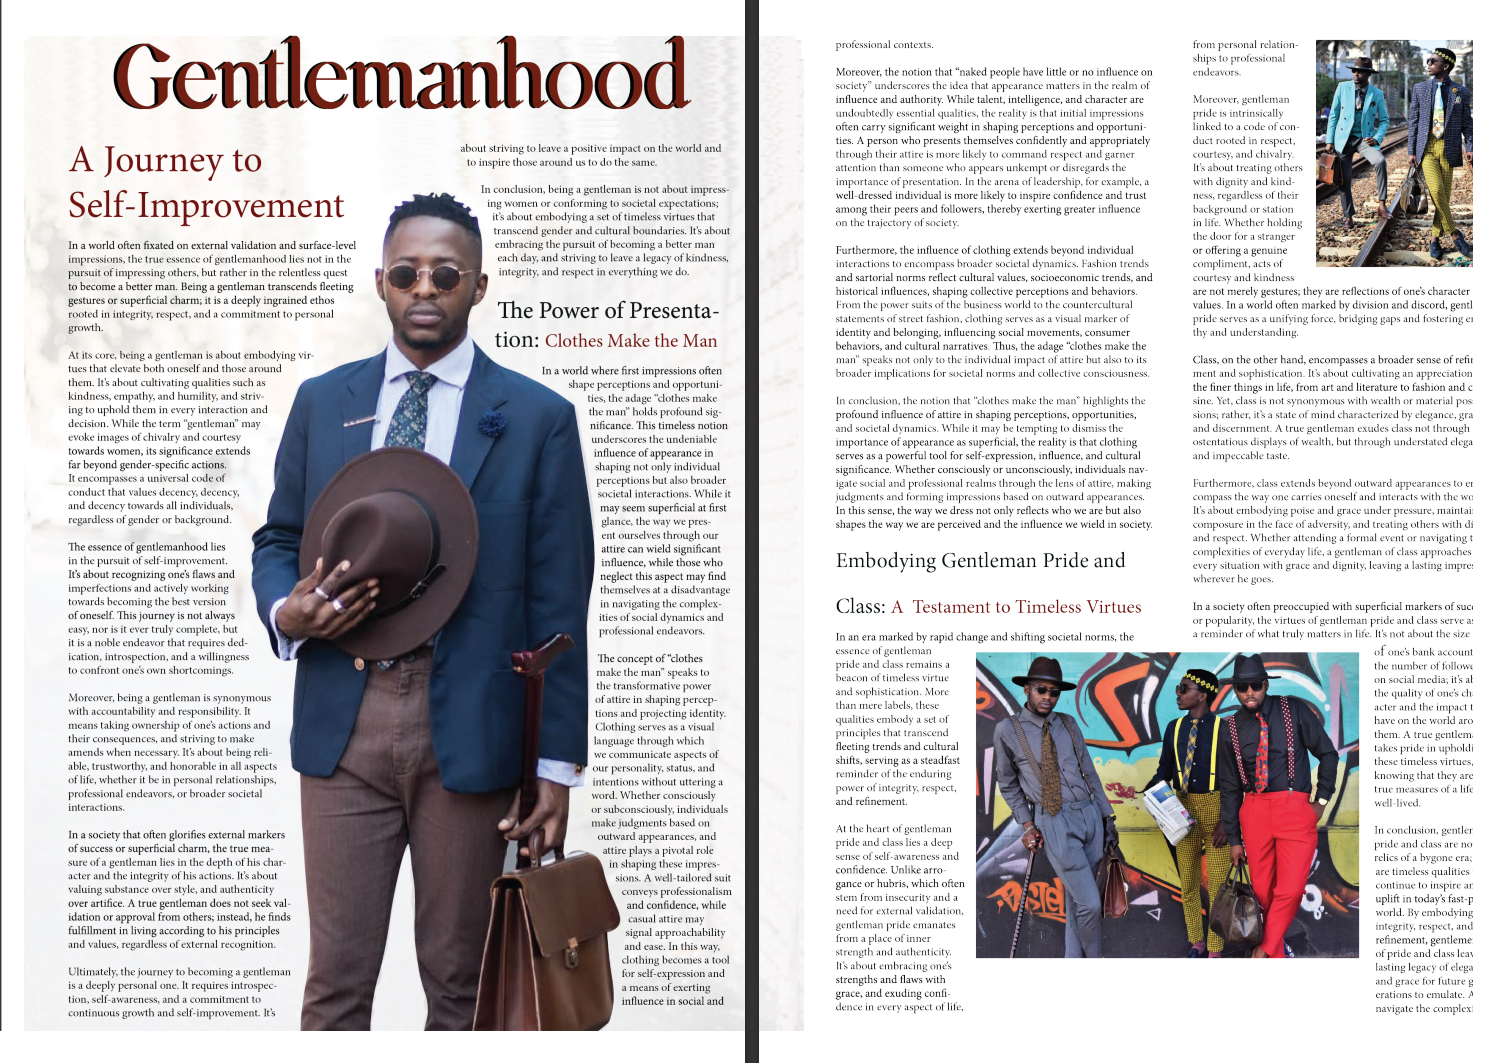 Gentlemanhood
A Journey to
Self-Improvement
In a world often fixated on external validation and surface-level
impressions, the true essence of gentlemanhood lies not in the
pursuit of impressing others, but rather in the relentless quest
to become a better man. Being a gentleman transcends fleeting
gestures or superficial charm; it is a deeply ingrained ethos
rooted in integrity, respect, and a commitment to personal
growth.
At its core, being a gentleman is about embodying vir-
tues that elevate both oneself and those around
them. It's about cultivating qualities such as
kindness, empathy, and humility, and striv-
ing to uphold them in every interaction and
decision. While the term “gentleman” may
evoke images of chivalry and courtesy
towards women, its significance extends
far beyond gender-specific actions.
It encompasses a universal code of
conduct that values decency, decency,
and decency towards all individuals,
regardless of gender or background.
The essence of gentlemanhood lies
in the pursuit of self-improvement.
It's about recognizing one's flaws and
imperfections and actively working
towards becoming the best version
of oneself. This journey is not always
easy, nor is it ever truly complete, but
it is a noble endeavor that requires ded-
ication, introspection, and a willingness
to confront one's own shortcomings.
Moreover, being a gentleman is synonymous
with accountability and responsibility. It
means taking ownership of one's actions and
their consequences, and striving to make
amends when necessary. It's about being reli-
able, trustworthy, and honorable in all aspects
of life, whether it be in personal relationships,
professional endeavors, or broader societal
interactions.
In a society that often glorifies external markers
of success or superficial charm, the true mea-
sure of a gentleman lies in the depth of his char-
acter and the integrity of his actions. It's about
valuing substance over style, and authenticity
over artifice. A true gentleman does not seek val-
idation or approval from others; instead, he finds
fulfillment in living according to his principles
and values, regardless of external recognition.
Ultimately, the journey to becoming a gentleman
is a deeply personal one. It requires introspec-
tion, self-awareness, and a commitment to
continuous growth and self-improvement. It's
about striving to leave a positive impact on the world and
to inspire those around us to do the same.
In conclusion, being a gentleman is not about impress-
ing women or conforming to societal expectations;
it's about embodying a set of timeless virtues that
transcend gender and cultural boundaries. It's about
embracing the pursuit of becoming a better man
each day, and striving to leave a legacy of kindness,
integrity, and respect in everything we do.
The Power of Presenta-
tion: Clothes Make the Man
In a world where first impressions often
shape perceptions and opportuni-
ties, the adage “clothes make
the man” holds profound sig-
nificance. This timeless notion
underscores the undeniable
influence of appearance in
shaping not only individual
perceptions but also broader
societal interactions. While it
may seem superficial at first
glance, the way we pres-
ent ourselves through our
attire can wield significant
influence, while those who
neglect this aspect may find
themselves at a disadvantage
in navigating the complex-
ities of social dynamics and
professional endeavors.
The concept of “clothes
make the man” speaks to
the transformative power
of attire in shaping percep-
tions and projecting identity.
Clothing serves as a visual
language through which
we communicate aspects of
our personality, status, and
intentions without uttering a
word. Whether consciously
or subconsciously, individuals
make judgments based on
outward appearances, and
attire plays a pivotal role
in shaping these impres-
sions. A well-tailored suit
conveys professionalism
and confidence, while
casual attire may
signal approachability
and ease. In this way,
clothing becomes a tool
for self-expression and
a means of exerting
influence in social and
professional contexts.
Moreover, the notion that “naked people have little or no influence on
society” underscores the idea that appearance matters in the realm of
influence and authority. While talent, intelligence, and character are
undoubtedly essential qualities, the reality is that initial impressions
often carry significant weight in shaping perceptions and opportuni-
ties. A person who presents themselves confidently and appropriately
through their attire is more likely to command respect and garner
attention than someone who appears unkempt or disregards the
importance of presentation. In the arena of leadership, for example, a
well-dressed individual is more likely to inspire confidence and trust
among their peers and followers, thereby exerting greater influence
on the trajectory of society.
Furthermore, the influence of clothing extends beyond individual
interactions to encompass broader societal dynamics. Fashion trends
and sartorial norms reflect cultural values, socioeconomic trends, and
historical influences, shaping collective perceptions and behaviors.
From the power suits of the business world to the countercultural
statements of street fashion, clothing serves as a visual marker of
identity and belonging, influencing social movements, consumer
behaviors, and cultural narratives. Thus, the adage “clothes make the
man” speaks not only to the individual impact of attire but also to its
broader implications for societal norms and collective consciousness.
In conclusion, the notion that “clothes make the man” highlights the
profound influence of attire in shaping perceptions, opportunities,
and societal dynamics. While it may be tempting to dismiss the
importance of appearance as superficial, the reality is that clothing
serves as a powerful tool for self-expression, influence, and cultural
significance. Whether consciously or unconsciously, individuals nav-
igate social and professional realms through the lens of attire, making
judgments and forming impressions based on outward appearances.
In this sense, the way we dress not only reflects who we are but also
shapes the way we are perceived and the influence we wield in society.
Embodying Gentleman Pride and
Class: A Testament to Timeless Virtues
In an era marked by rapid change and shifting societal norms, the
essence of gentleman
pride and class remains a
beacon of timeless virtue
and sophistication. More
than mere labels, these
qualities embody a set of
principles that transcend
fleeting trends and cultural
shifts, serving as a steadfast
reminder of the enduring
power of integrity, respect,
and refinement.
At the heart of gentleman
pride and class lies a deep
sense of self-awareness and
confidence. Unlike arro-
gance or hubris, which often
stem from insecurity and a
need for external validation,
gentleman pride emanates
from a place of inner
strength and authenticity.
It's about embracing one's
strengths and flaws with
grace, and exuding confi-
dence in every aspect of life,
from personal relation-
ships to professional
endeavors.
Moreover, gentleman
pride is intrinsically
linked to a code of con-
duct rooted in respect,
courtesy, and chivalry.
It's about treating others
with dignity and kind-
ness, regardless of their
background or station
in life. Whether holding
the door for a stranger
or offering a genuine
compliment, acts of
courtesy and kindness
are not merely gestures; they are reflections of one's character
values. In a world often marked by division and discord, gentl
pride serves as a unifying force, bridging gaps and fostering e
thy and understanding.
Class, on the other hand, encompasses a broader sense of refin
ment and sophistication. It's about cultivating an appreciation
the finer things in life, from art and literature to fashion and c
sine. Yet, class is not synonymous with wealth or material pos
sions; rather, it's a state of mind characterized by elegance, gra
and discernment. A true gentleman exudes class not through
ostentatious displays of wealth, but through understated elega
and impeccable taste.
Furthermore, class extends beyond outward appearances to en
compass the way one carries oneself and interacts with the wo
It's about embodying poise and grace under pressure, maintai
composure in the face of adversity, and treating others with di
and respect. Whether attending a formal event or navigating t
complexities of everyday life, a gentleman of class approaches
every situation with grace and dignity, leaving a lasting impres
wherever he goes.
In a society often preoccupied with superficial markers of succ
or popularity, the virtues of gentleman pride and class serve as
a reminder of what truly matters in life. It's not about the size
of one's bank account
the number of followe
on social media; it's ab
the quality of one's cha
acter and the impact t
have on the world aro
them. A true gentlema
takes pride in upholdi
these timeless virtues,
knowing that they are
true measures of a life
well-lived.
In conclusion, gentler
pride and class are no
relics of a bygone era;
are timeless qualities
continue to inspire an
uplift in today's fast-p
world. By embodying
integrity, respect, and
refinement, gentleme
of pride and class leav
lasting legacy of elega
and grace for future g
erations to emulate. A
navigate the complexi